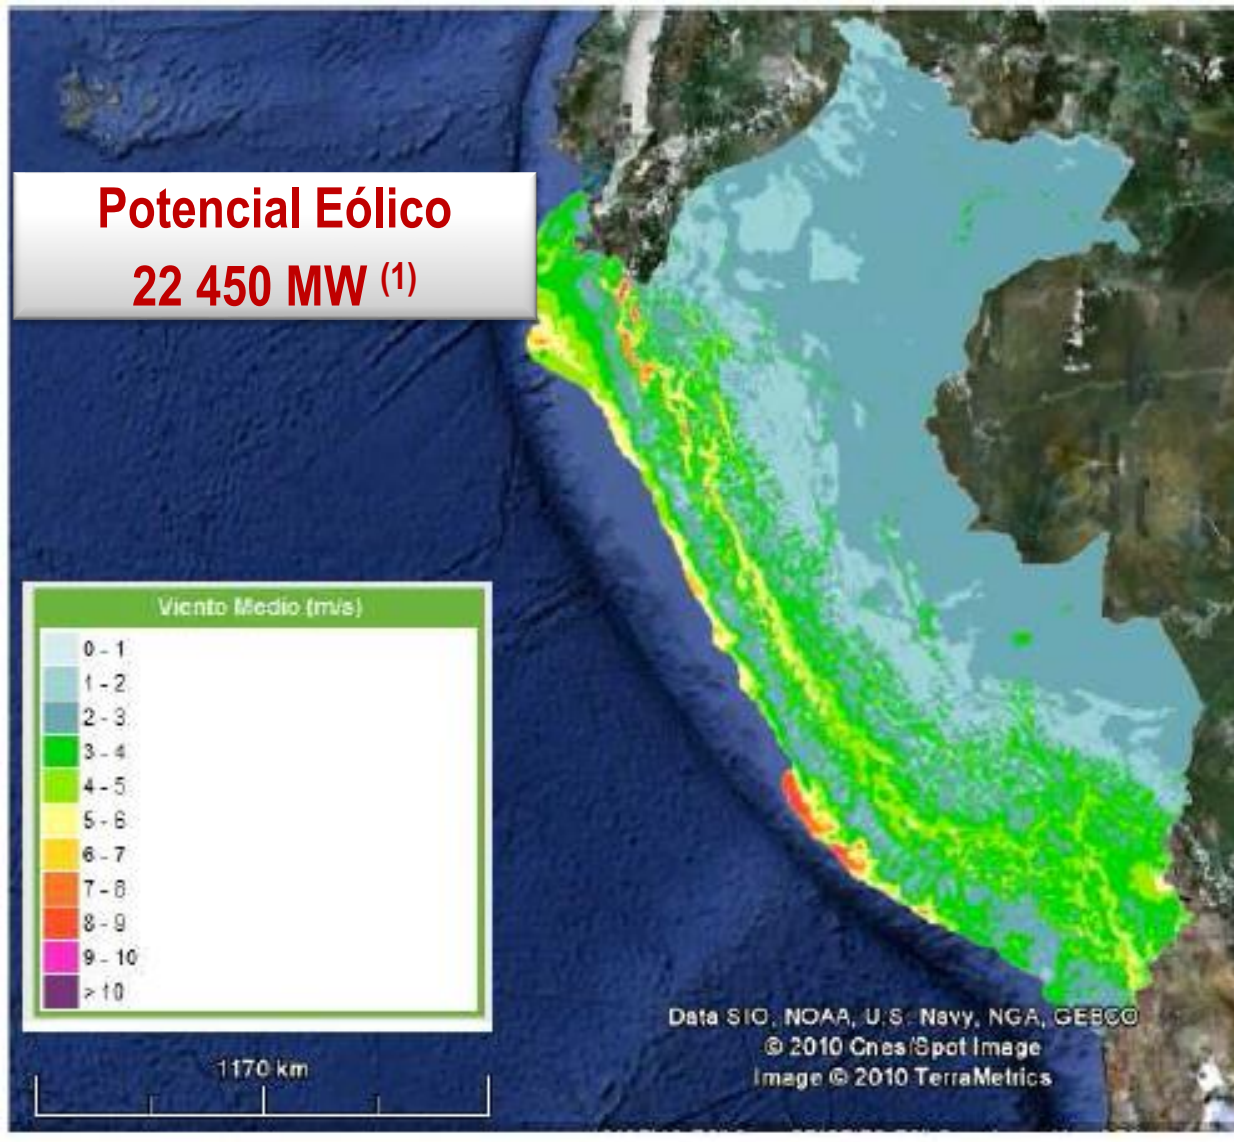 Potencial Eólico
22 450 MW (1)
Viento Medio (m/s)
0 - 1
1 - 2
2 - 3
3 - 4
4 - 5
5 - 6
6 - 7
7 - 8
8 - 9
9 - 10
> 10
1170 km
Data SIO, NOAA, U.S. Navy, NGA, GEBCO
© 2010 Cnes/Spot Image
Image © 2010 TerraMetrics